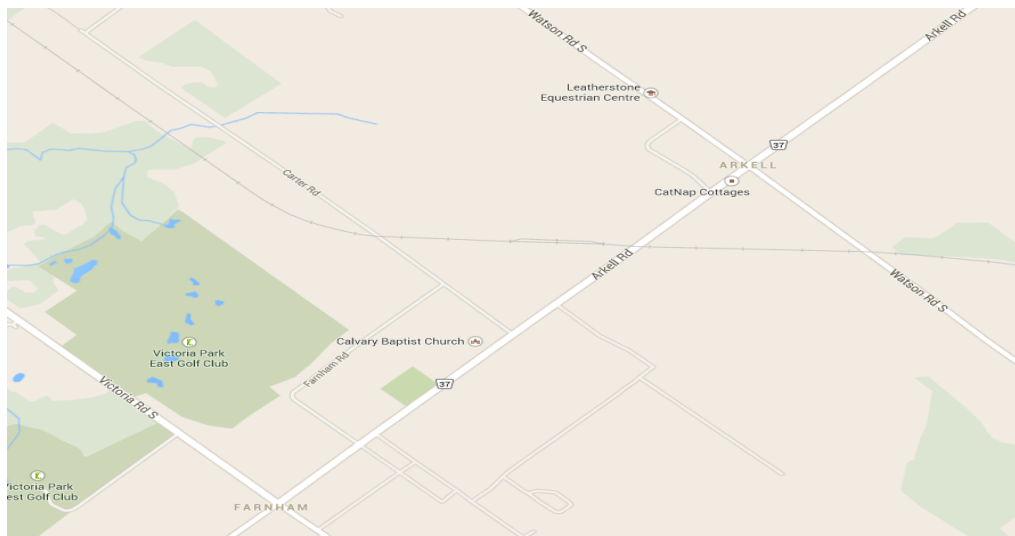 Watson Rd S
Arkell Rd
Leatherstone
Equestrian Centre
37
ARKELL
CatNap Cottages
Carter Rd
Arkell Rd
Watson Rd S
Calvary Baptist Church
Victoria Park
East Golf Club
Farnham Rd
37
Victoria Rd S
Victoria Park
est Golf Club
FARNHAM